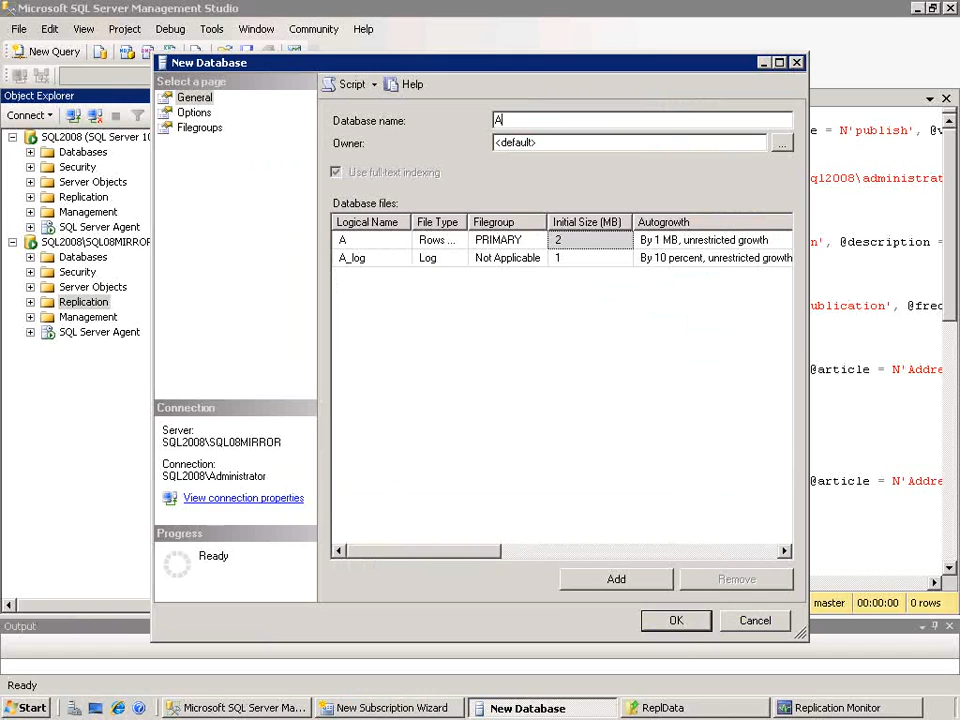 Microsoft SQL Server Management Studio
File Edit View Project Debug Tools Window Community Help
New Query
New Database
Object Explorer
Connect
SQL2008 (SQL Server 10
Databases
Security
Server Objects
Replication
Management
SQL Server Agent
SQL2008\SQL08MIRROR
Databases
Security
Server Objects
Replication
Management
SQL Server Agent
Select a page
General
Options
Filegroups
Script Help
Database name: A
Owner: <default>
...
Use full-text indexing
Database files:
Logical Name File Type Filegroup Initial Size (MB) Autogrowth
A Rows ... PRIMARY 2 By 1 MB, unrestricted growth
A_log Log Not Applicable 1 By 10 percent, unrestricted growth
Connection
Server:
SQL2008\SQL08MIRROR
Connection:
SQL2008\Administrator
View connection properties
Progress
Ready
Add Remove
OK Cancel
e = N'publish', @v
ql2008\administrat
n', @description =
ublication', @freq
@article = N'Addre
@article = N'Addre
master 00:00:00 0 rows
Output
Ready
Start Microsoft SQL Server Ma... New Subscription Wizard New Database ReplData Replication Monitor